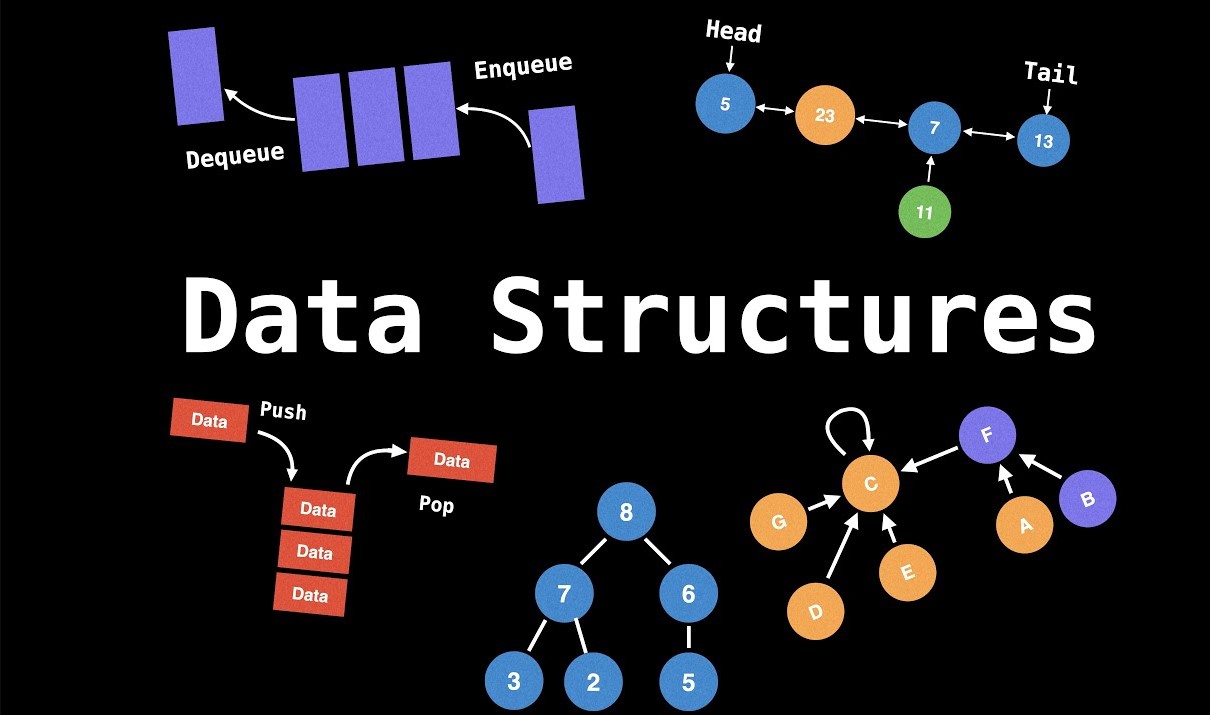 Enqueue
Dequeue
Head
Tail
5
23
7
13
11
Data Structures
Data
Push
Data
Pop
Data
Data
Data
8
7
6
3
2
5
C
F
G
B
A
E
D